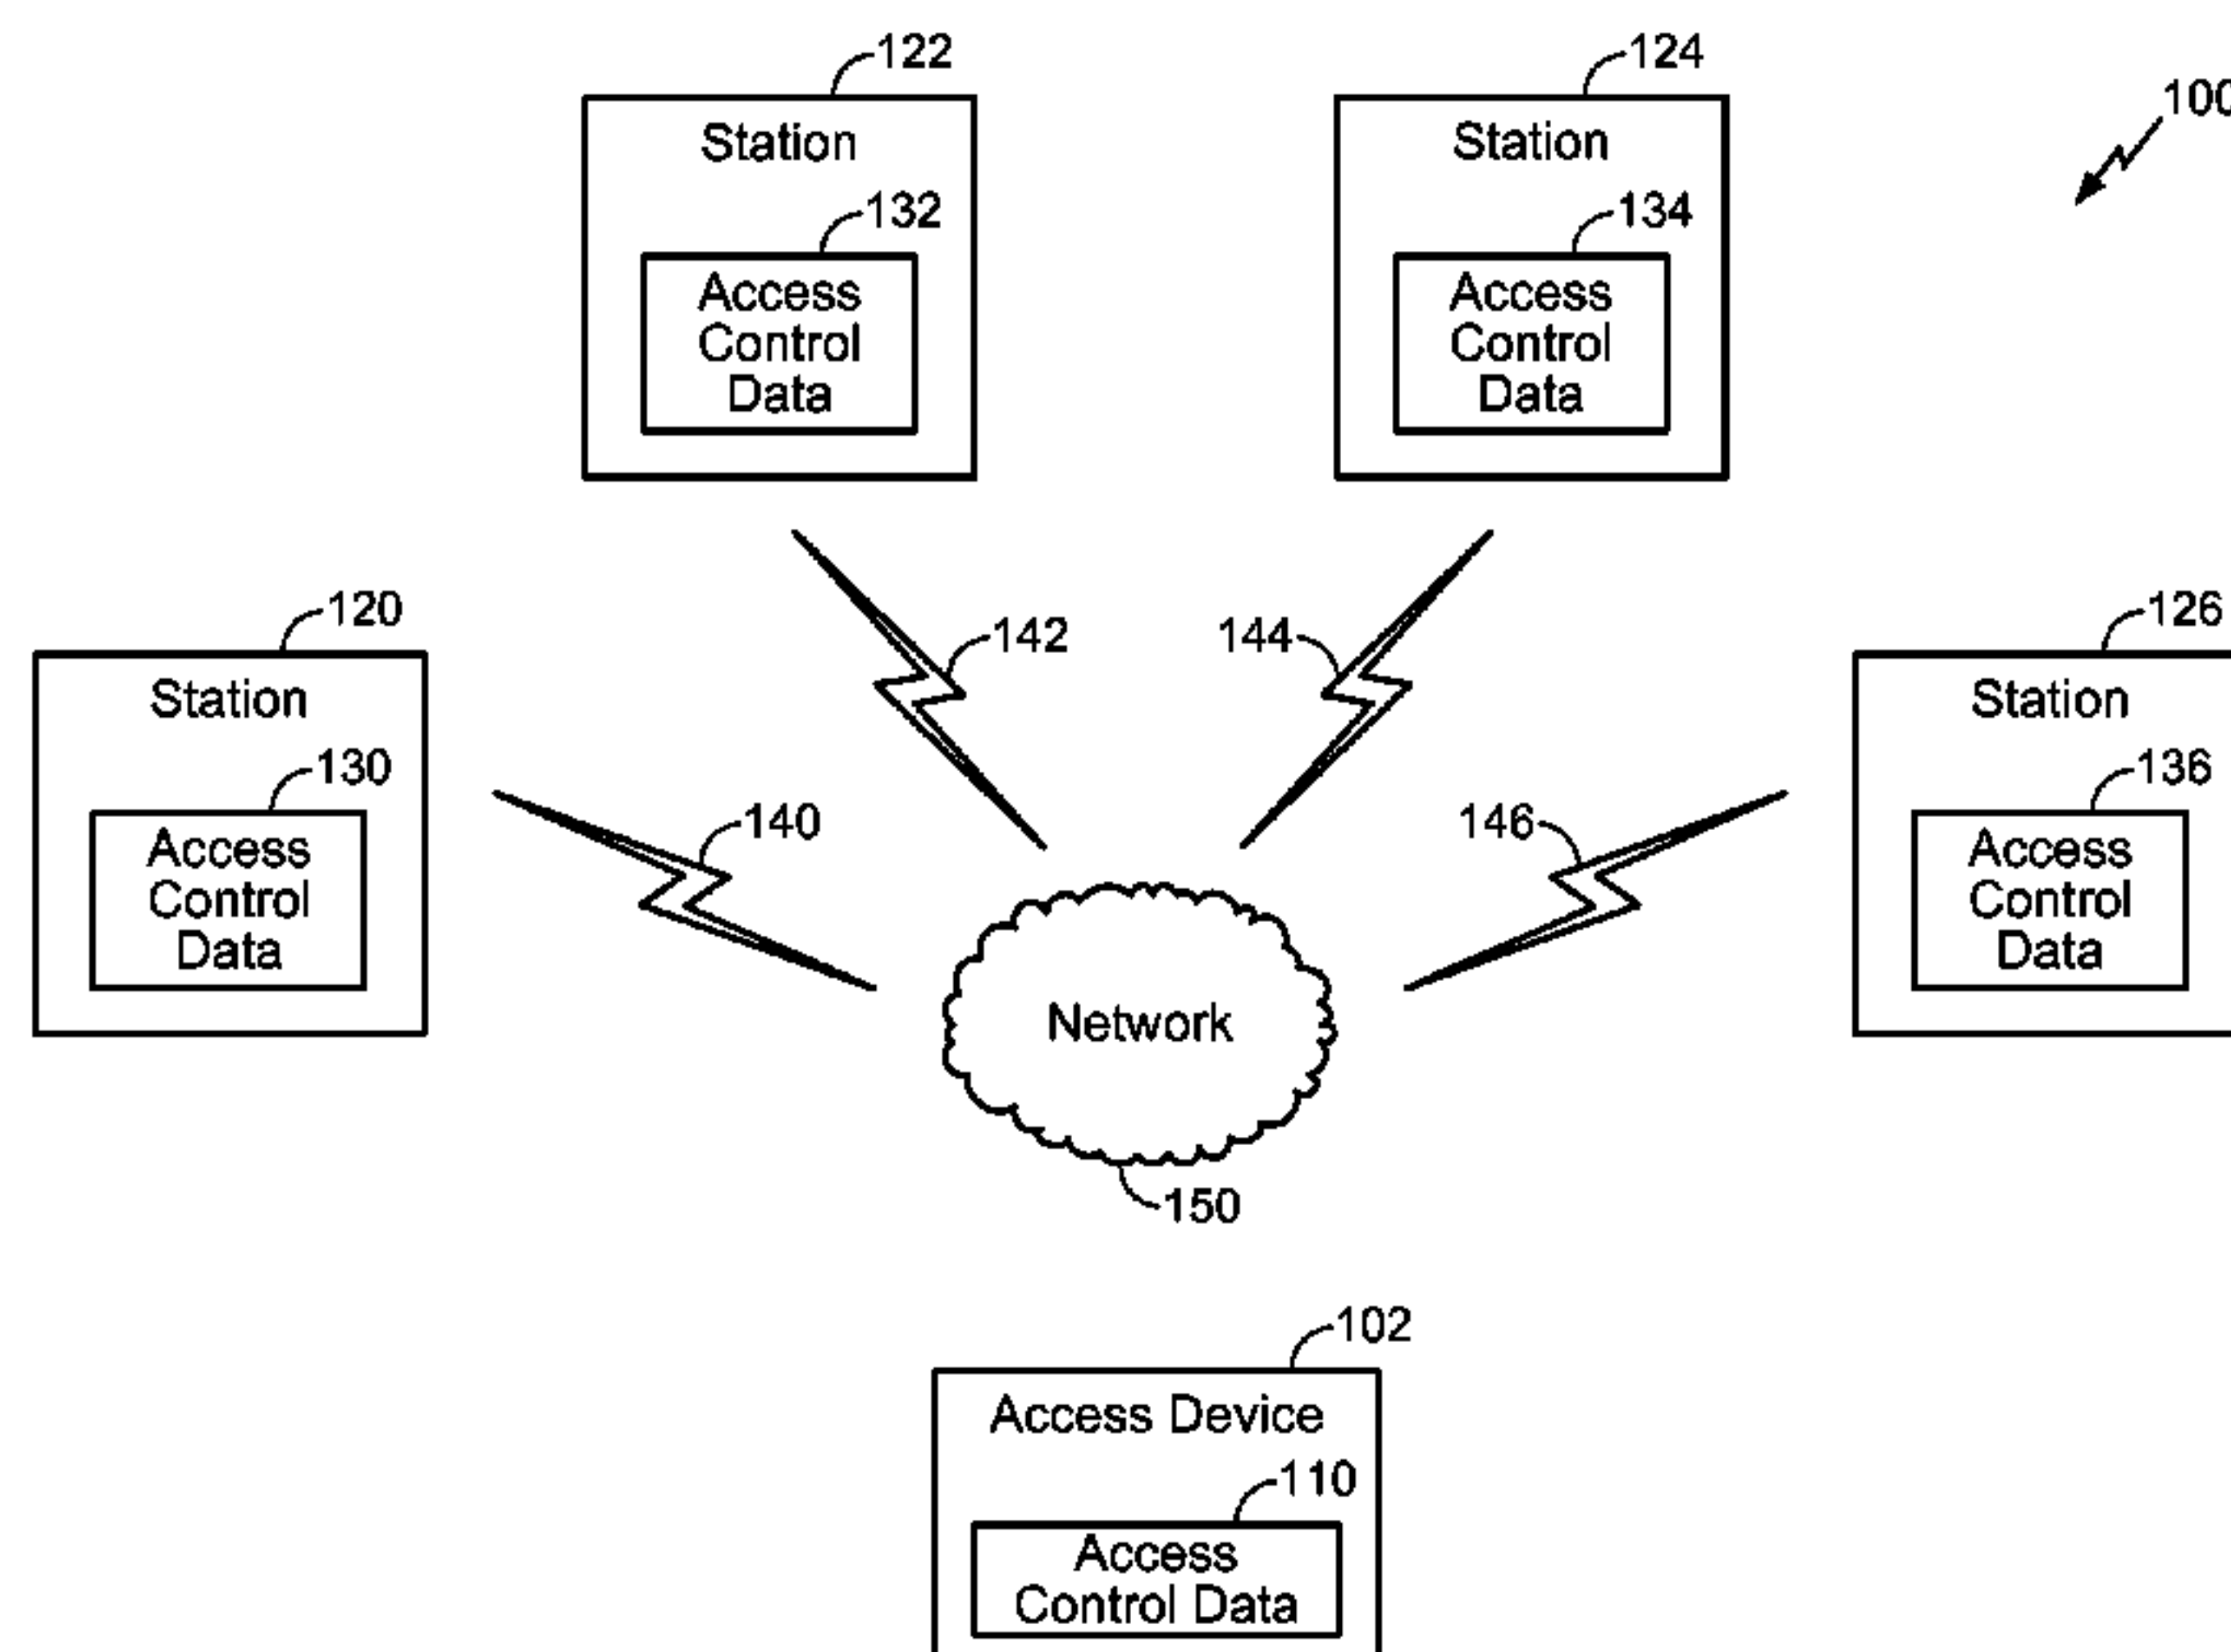 122
124
100
Station
Station
132
134
Access
Control
Data
Access
Control
Data
120
142
144
126
Station
Station
130
140
146
136
Access
Control
Data
Access
Control
Data
Network
150
102
Access Device
110
Access
Control Data